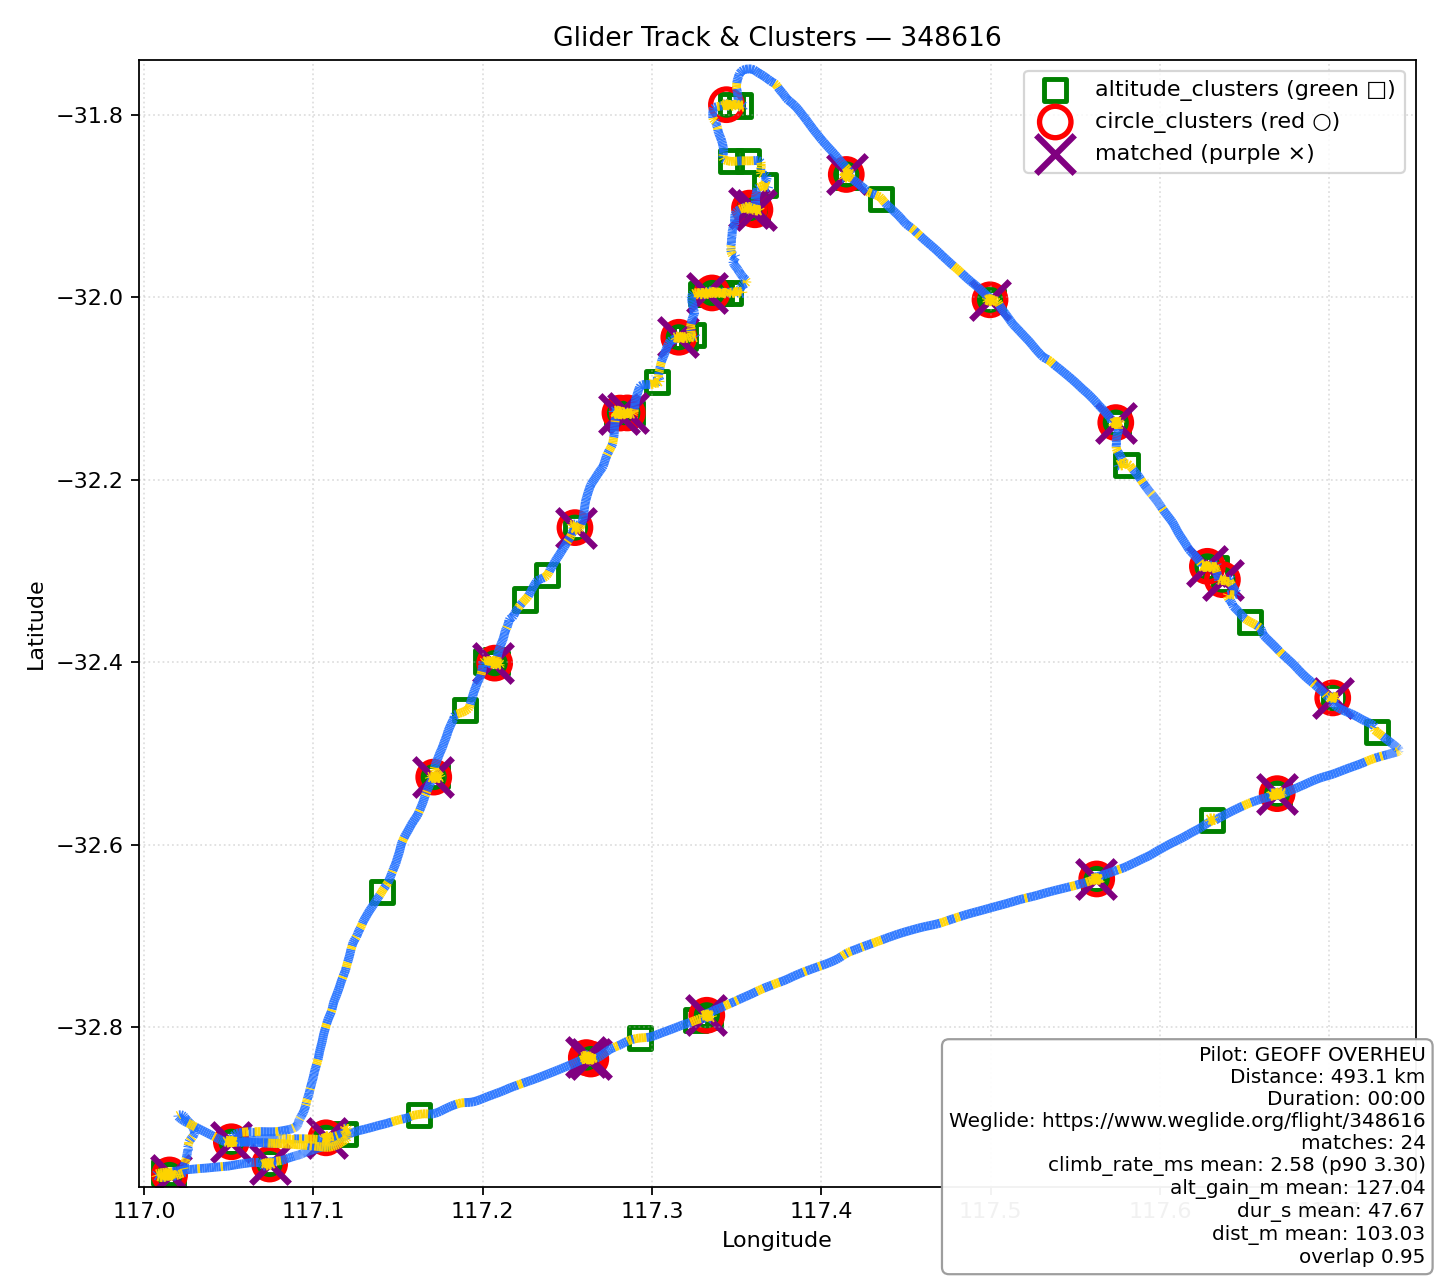 Glider Track & Clusters — 348616
altitude_clusters (green □)
circle_clusters (red ○)
matched (purple ×)
Latitude
−31.8
−32.0
−32.2
−32.4
−32.6
−32.8
117.0 117.1 117.2 117.3 117.4 117.5 117.6
Longitude
Pilot: GEOFF OVERHEU
Distance: 493.1 km
Duration: 00:00
Weglide: https://www.weglide.org/flight/348616
matches: 24
climb_rate_ms mean: 2.58 (p90 3.30)
alt_gain_m mean: 127.04
dur_s mean: 47.67
dist_m mean: 103.03
overlap 0.95